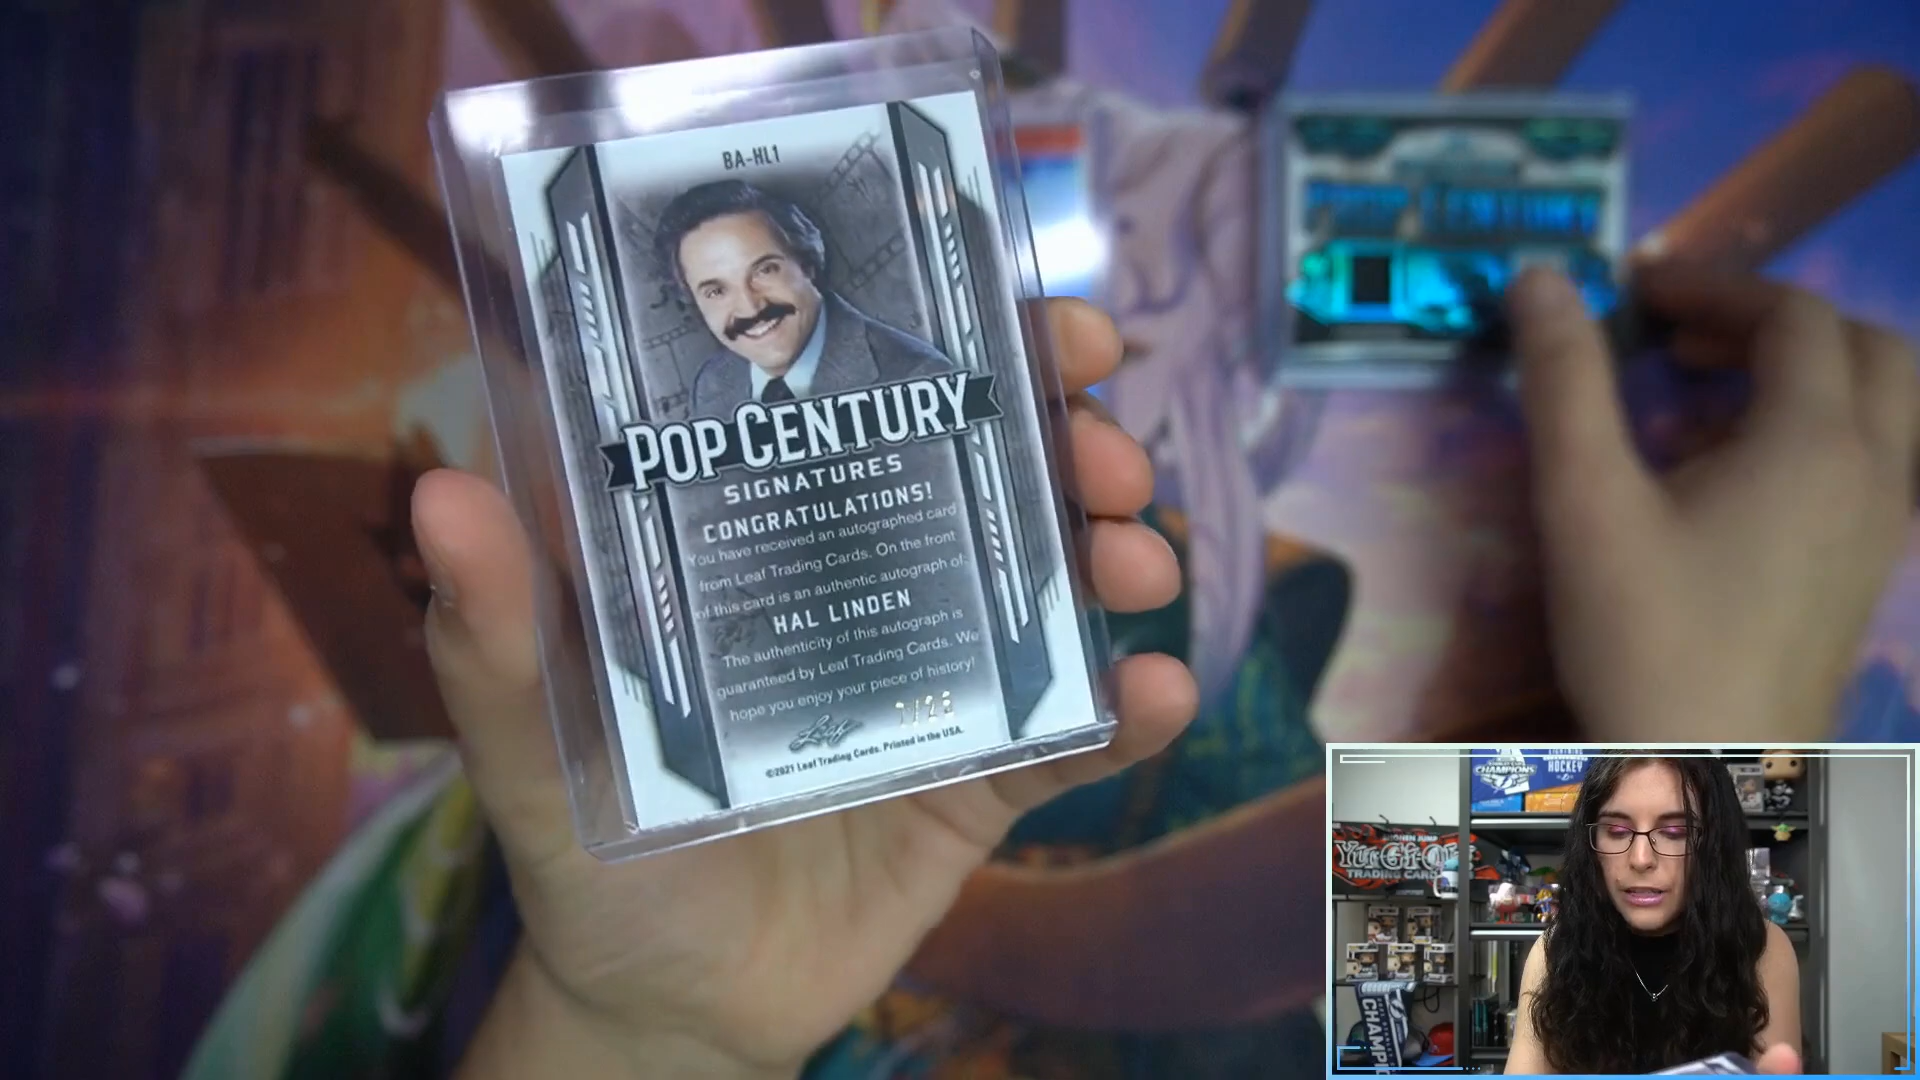 BA-HL1
POP CENTURY
SIGNATURES
CONGRATULATIONS!
You have received an autographed card
from Leaf Trading Cards. On the front
of this card is an authentic autograph of:
HAL LINDEN
The authenticity of this autograph is
guaranteed by Leaf Trading Cards. We
hope you enjoy your piece of history!
Leaf
©2021 Leaf Trading Cards. Printed in the USA.
POP CENTURY
CHAMPIONS
HOCKEY
Yu-Gi-Oh!
TRADING CARD